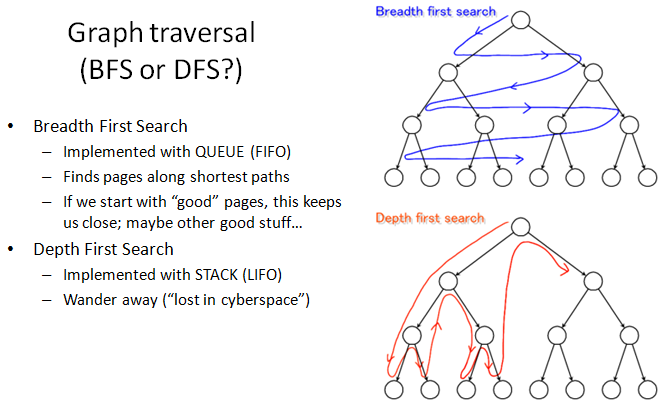 Graph traversal
(BFS or DFS?)
• Breadth First Search
– Implemented with QUEUE (FIFO)
– Finds pages along shortest paths
– If we start with “good” pages, this keeps
us close; maybe other good stuff…
• Depth First Search
– Implemented with STACK (LIFO)
– Wander away (“lost in cyberspace”)
Breadth first search
Depth first search